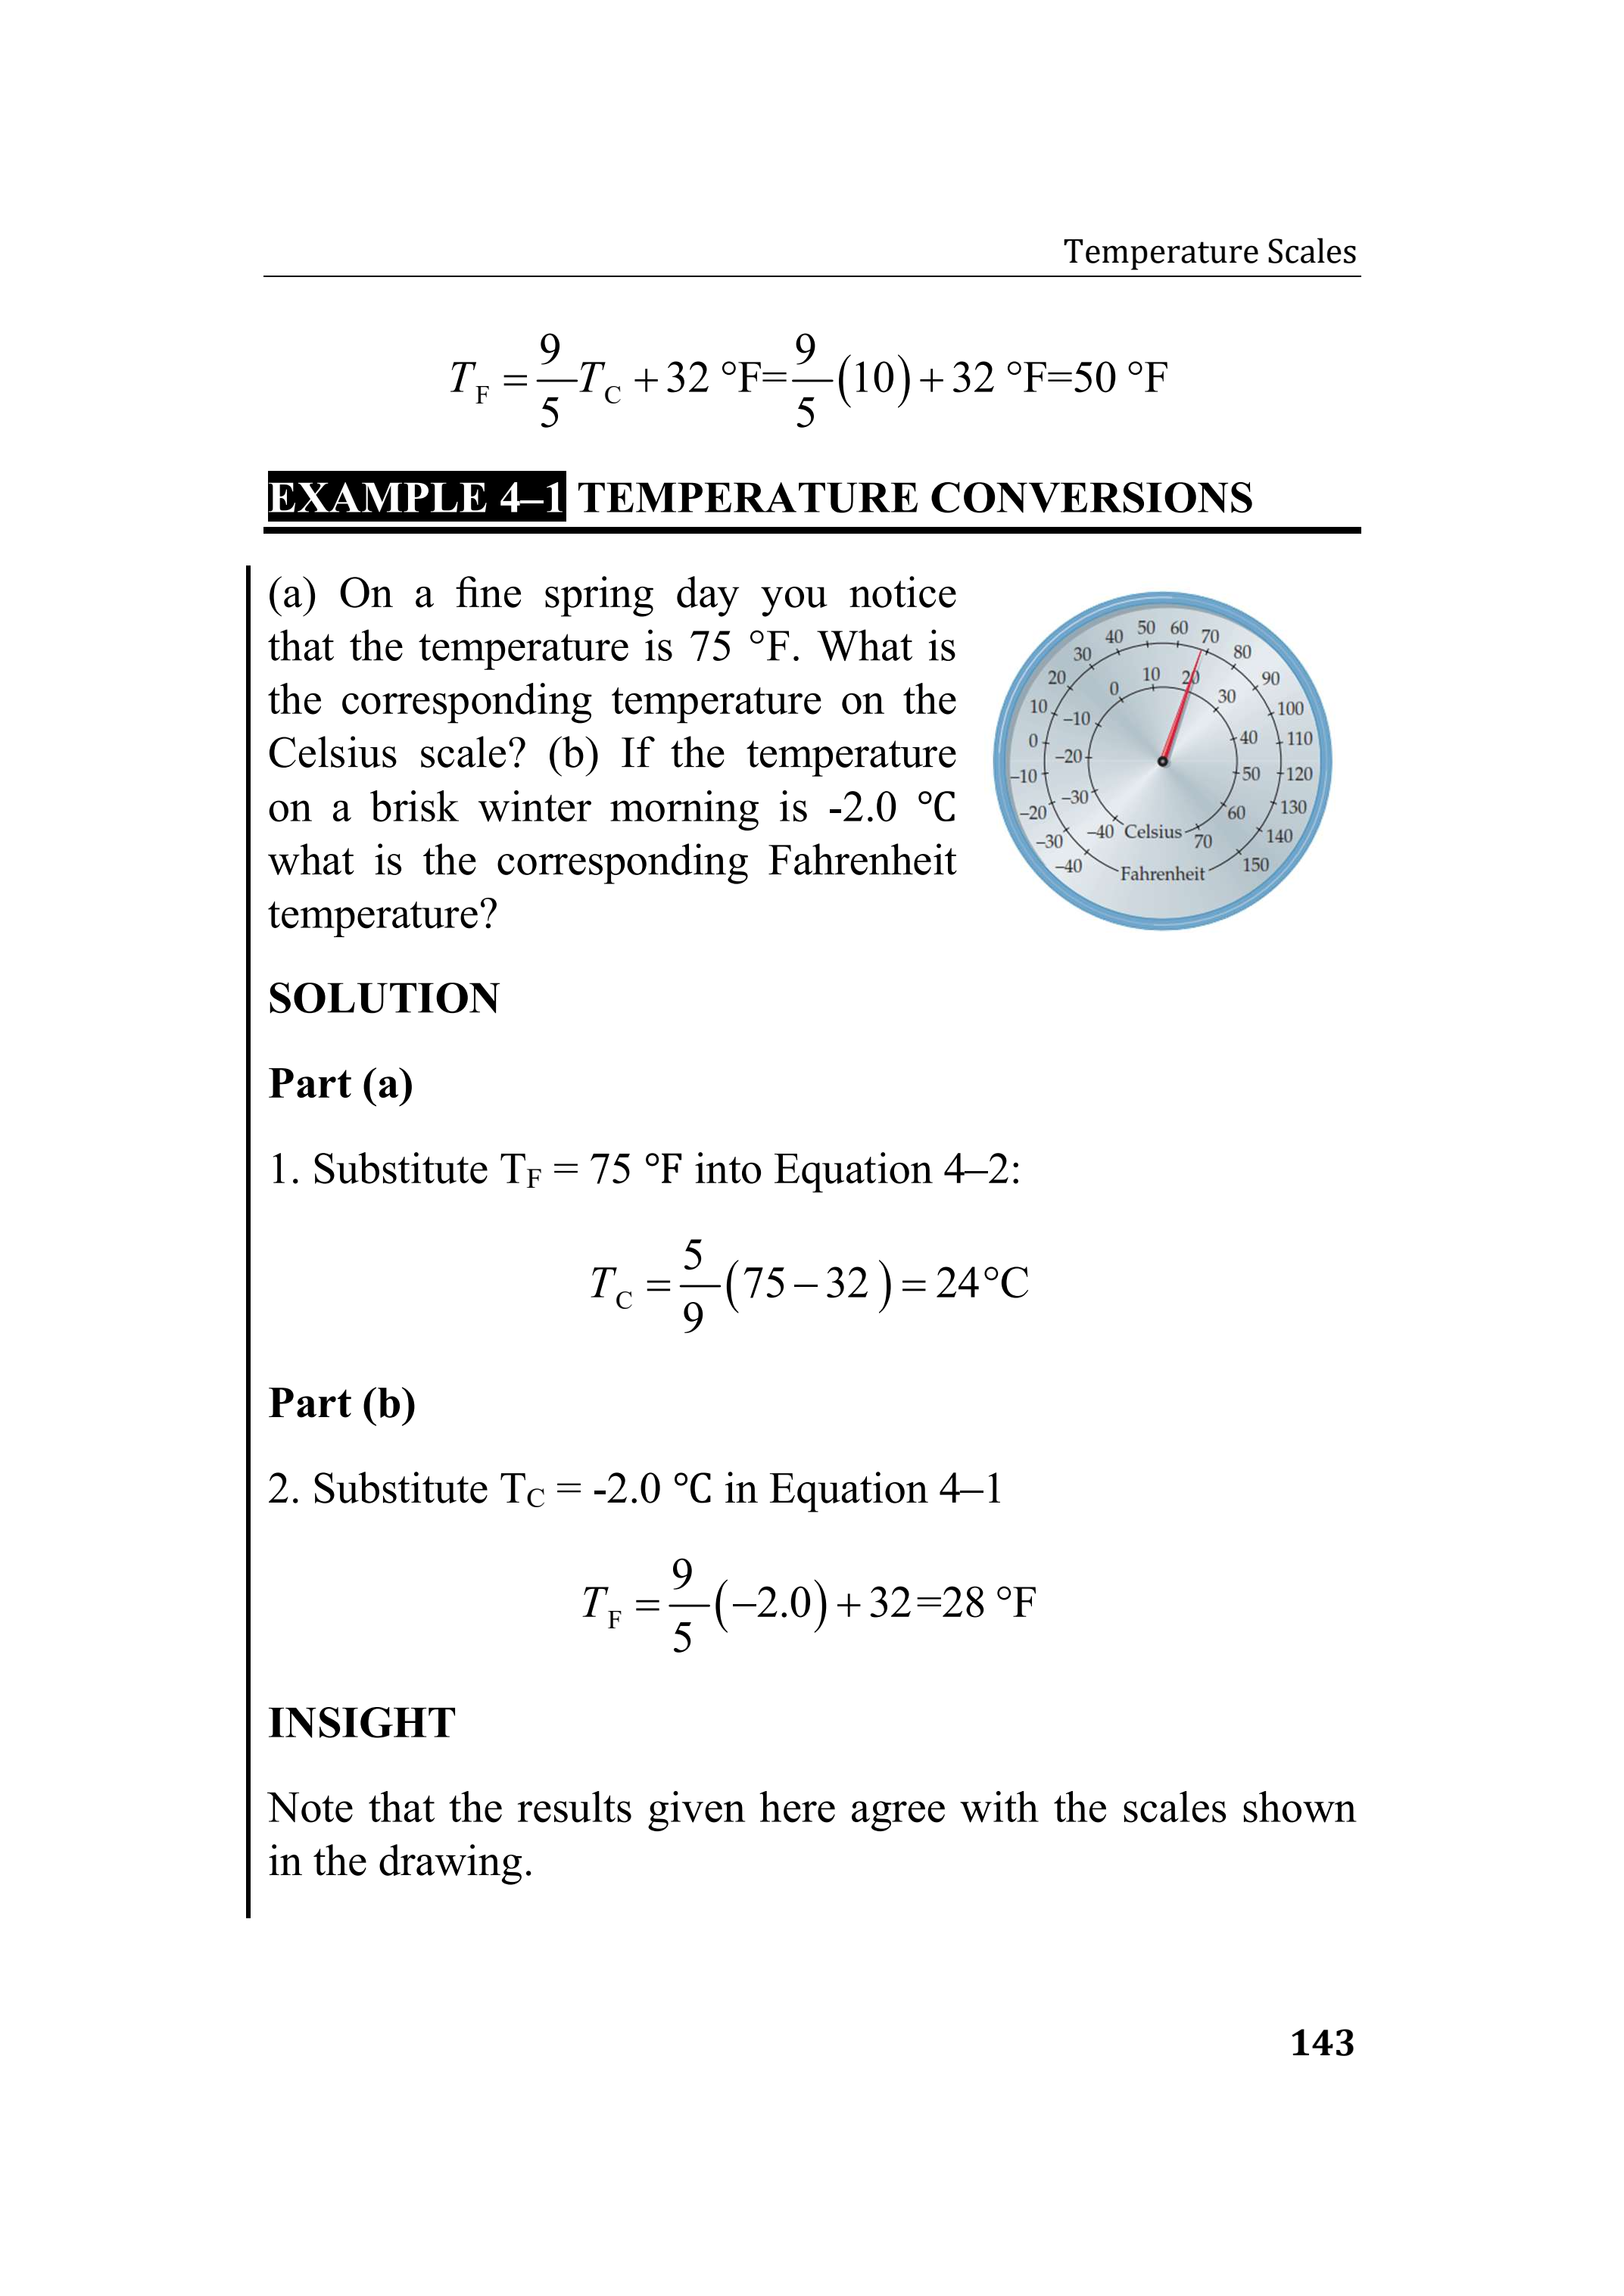 Temperature Scales
T_F = 9/5 T_C + 32 °F= 9/5 (10) + 32 °F=50 °F
EXAMPLE 4–1 TEMPERATURE CONVERSIONS
(a) On a fine spring day you notice
that the temperature is 75 °F. What is
the corresponding temperature on the
Celsius scale? (b) If the temperature
on a brisk winter morning is -2.0 °C
what is the corresponding Fahrenheit
temperature?
–40
–30
–20
–10
0
10
20
30
40
50
60
70
80
90
100
110
120
130
140
150
Fahrenheit
–40
–30
–20
–10
0
10
20
30
40
50
60
70
Celsius
SOLUTION
Part (a)
1. Substitute T_F = 75 °F into Equation 4–2:
T_C = 5/9 (75 − 32 ) = 24°C
Part (b)
2. Substitute T_C = -2.0 °C in Equation 4–1
T_F = 9/5 (−2.0) + 32=28 °F
INSIGHT
Note that the results given here agree with the scales shown
in the drawing.
143